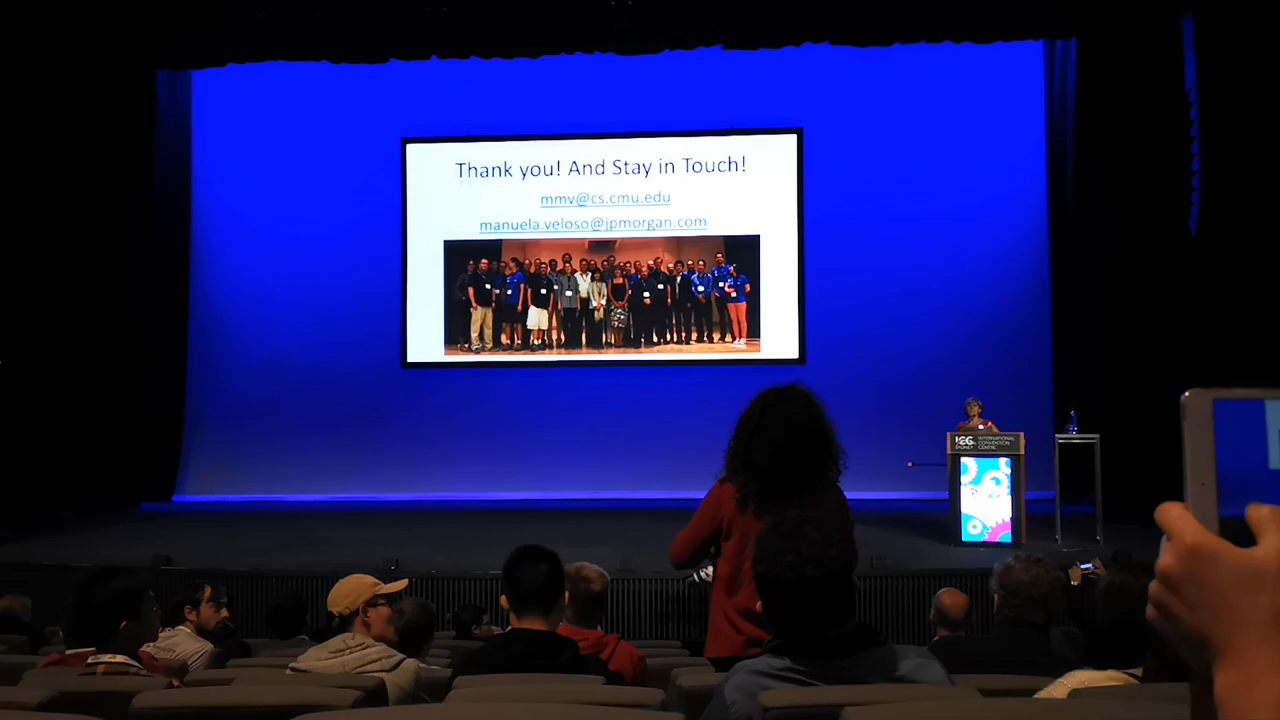 Thank you! And Stay in Touch!
mmv@cs.cmu.edu
manuela.veloso@jpmorgan.com
ICC
SYDNEY
INTERNATIONAL
CONVENTION
CENTRE